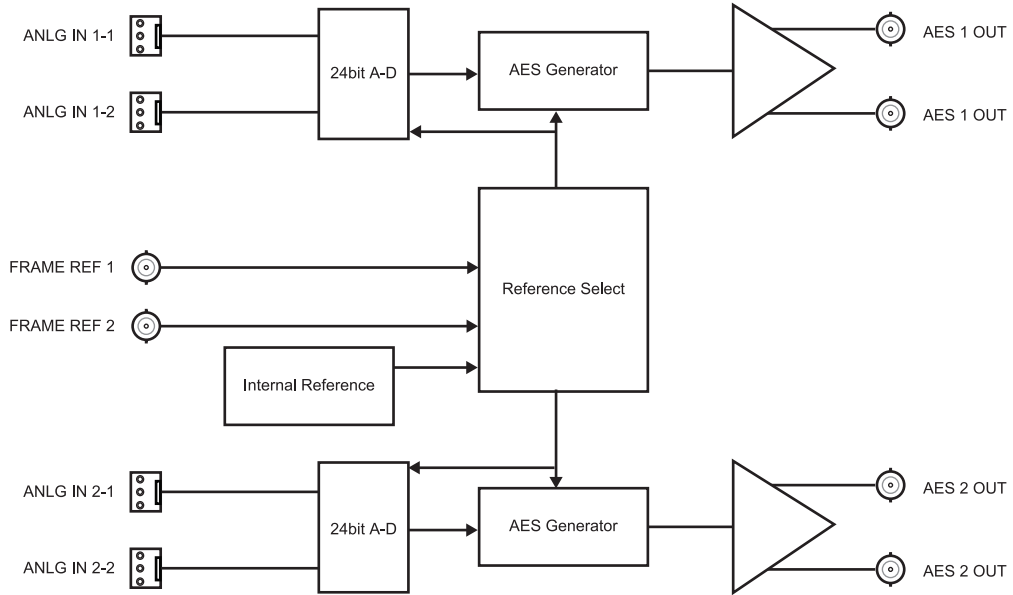 ANLG IN 1-1
24bit A-D
AES Generator
AES 1 OUT
ANLG IN 1-2
AES 1 OUT
FRAME REF 1
Reference Select
FRAME REF 2
Internal Reference
ANLG IN 2-1
24bit A-D
AES Generator
AES 2 OUT
ANLG IN 2-2
AES 2 OUT